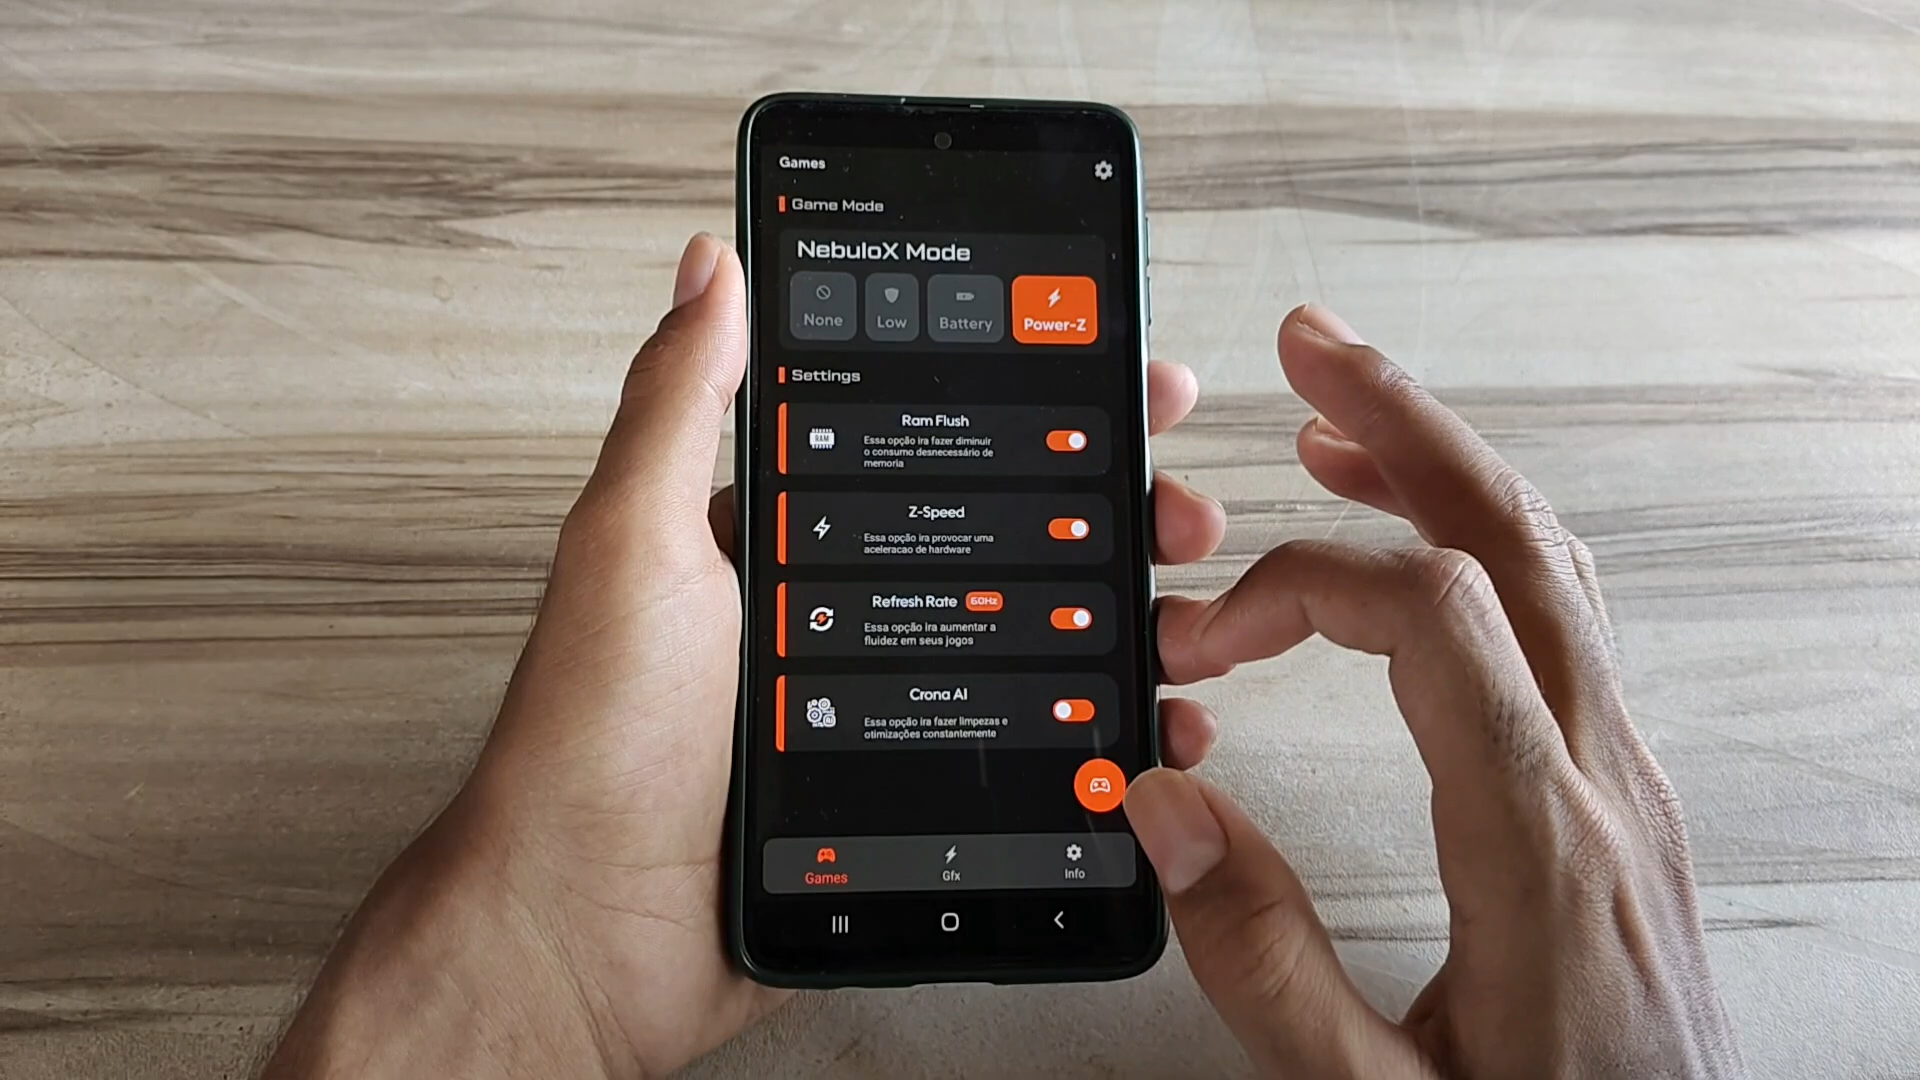 Games
Game Mode
NebuloX Mode
None
Low
Battery
Power-Z
Settings
Ram Flush
RAM
Essa opção ira fazer diminuir
o consumo desnecessário de
memoria
Z-Speed
Essa opção ira provocar uma
aceleracao de hardware
Refresh Rate 60Hz
Essa opção ira aumentar a
fluidez em seus jogos
Crona AI
Essa opção ira fazer limpezas e
otimizações constantemente
Games
Gfx
Info